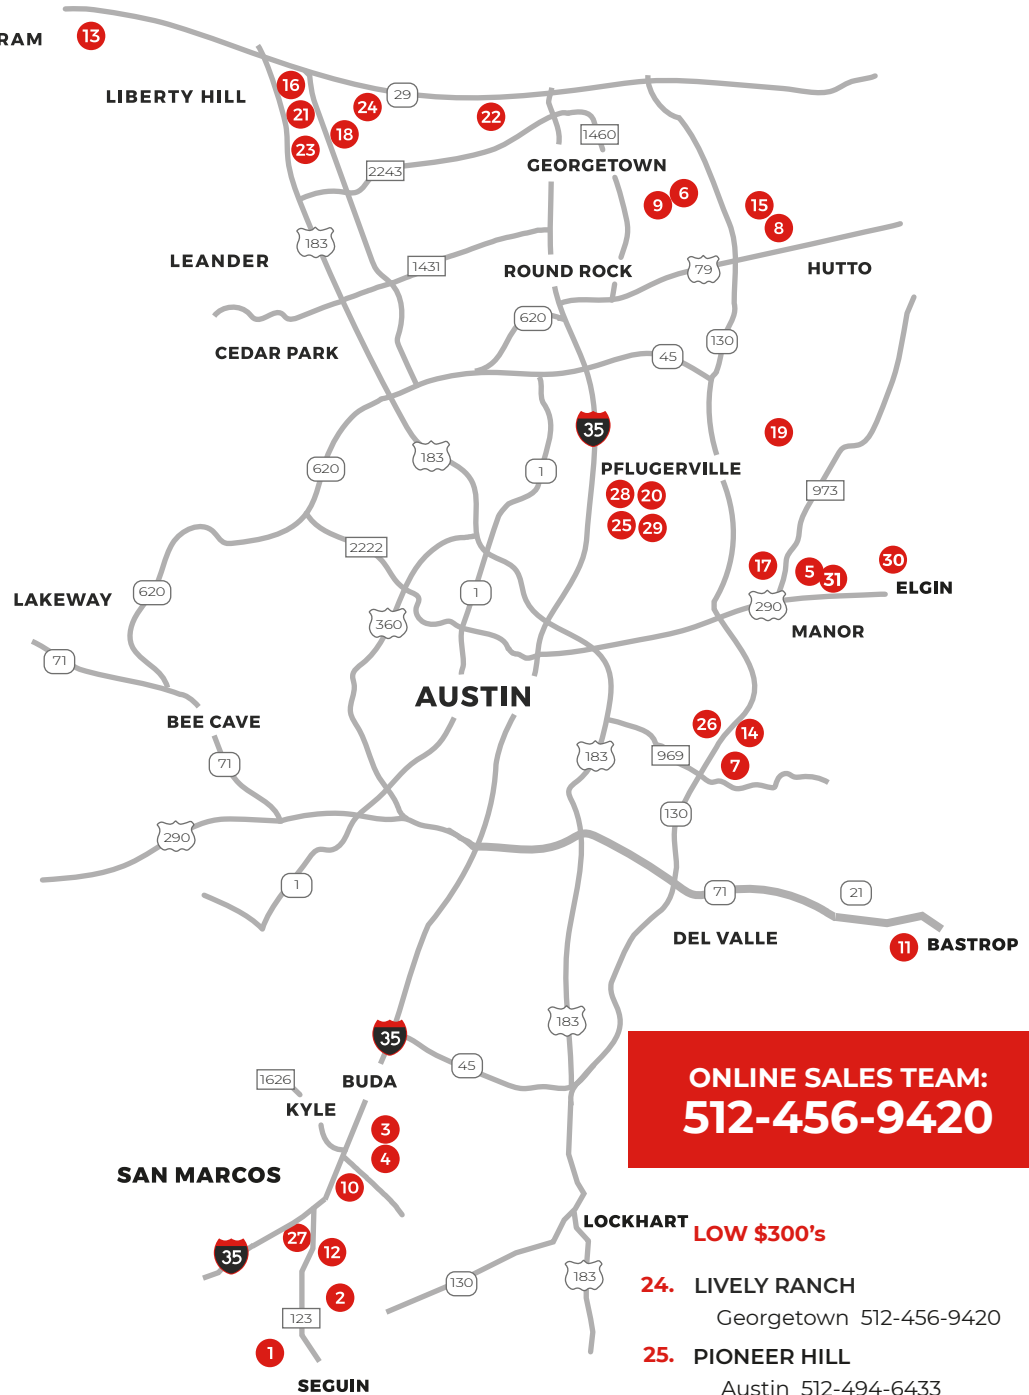 RAM
13
LIBERTY HILL
16
21
24
18
23
29
22
1460
GEORGETOWN
2243
9
6
15
8
183
LEANDER
1431
ROUND ROCK
79
HUTTO
620
130
CEDAR PARK
45
35
19
183
620
1
PFLUGERVILLE
28
20
25
29
973
2222
17
5
31
30
ELGIN
LAKEWAY
620
1
290
360
MANOR
71
AUSTIN
BEE CAVE
26
14
183
969
7
71
130
290
1
71
21
DEL VALLE
11
BASTROP
183
35
45
1626
BUDA
KYLE
ONLINE SALES TEAM:
512-456-9420
3
4
SAN MARCOS
10
27
12
35
LOCKHART
LOW $300's
130
183
2
123
1
SEGUIN
24. LIVELY RANCH
Georgetown 512-456-9420
25. PIONEER HILL
Austin 512-494-6433